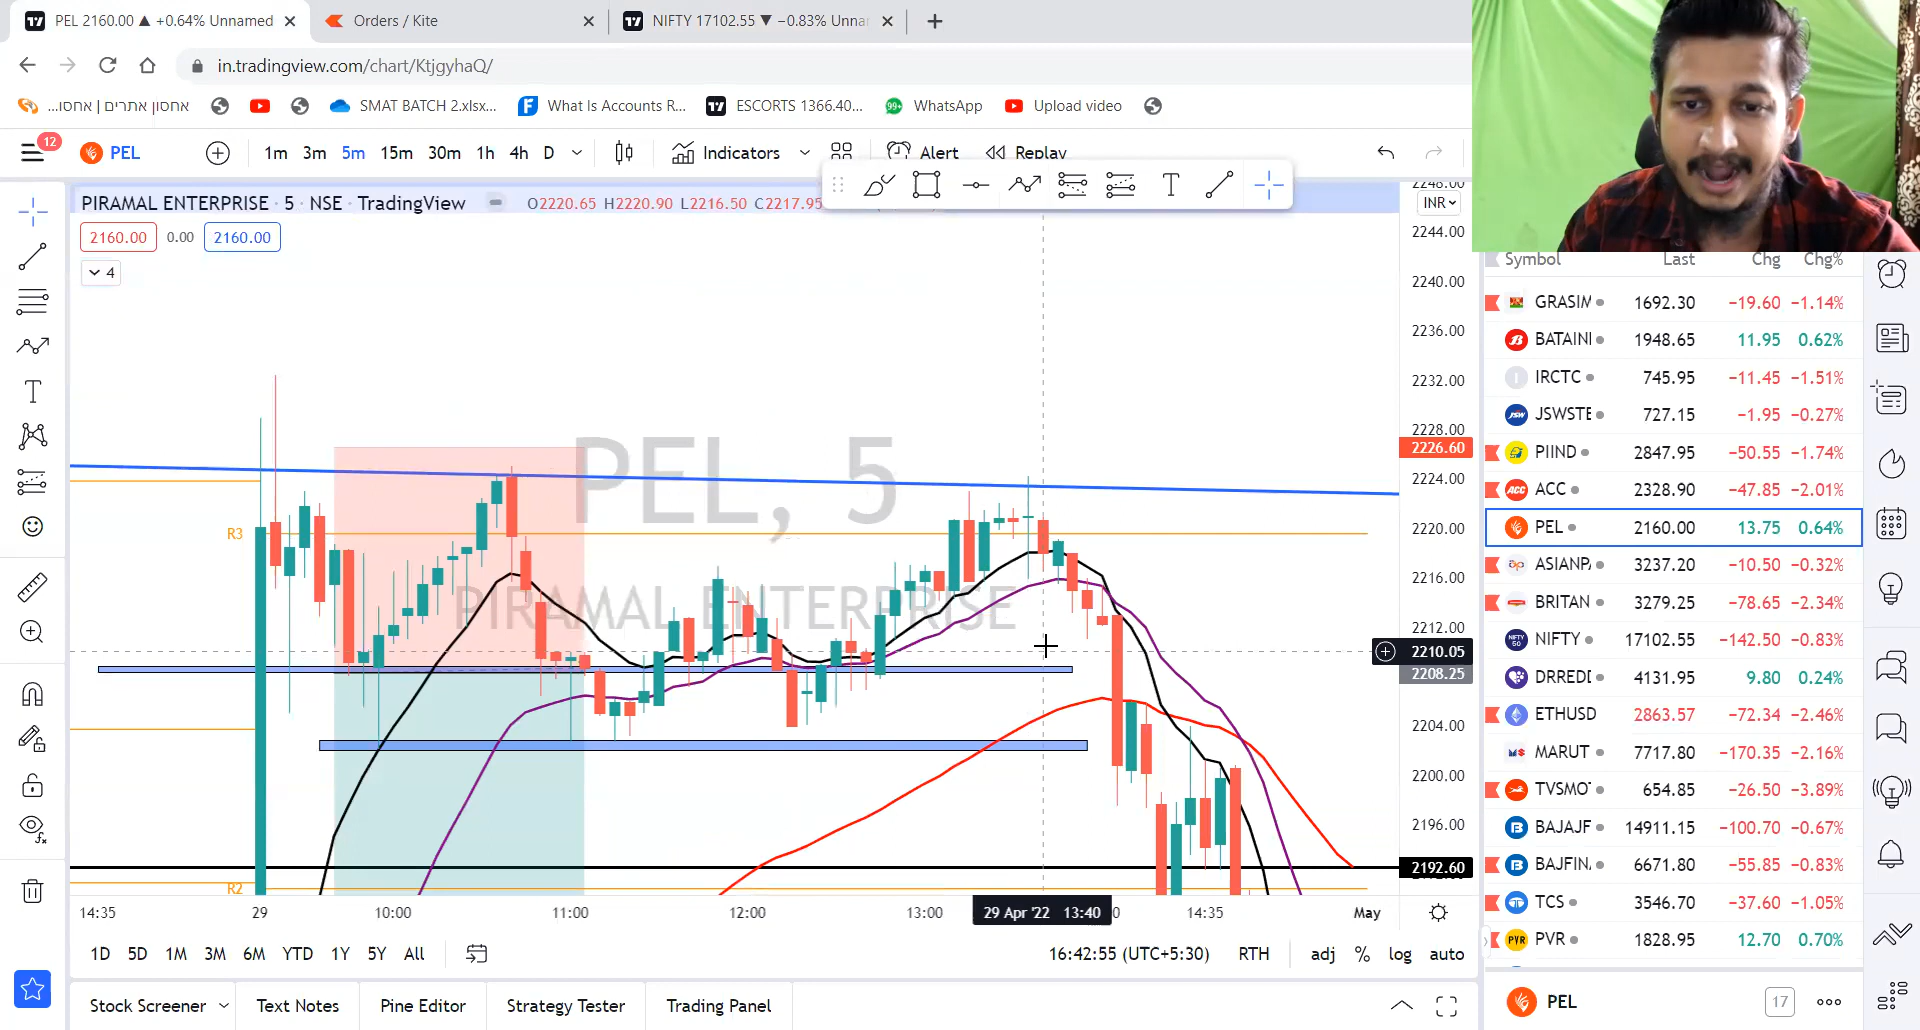 PEL 2160.00 ▲ +0.64% Unnamed
Orders / Kite
NIFTY 17102.55 ▼ −0.83% Unna
in.tradingview.com/chart/KtjgyhaQ/
אחסון אתרים | אחסו...
SMAT BATCH 2.xlsx...
What Is Accounts R...
ESCORTS 1366.40...
99+
WhatsApp
Upload video
12
PEL
1m 3m 5m 15m 30m 1h 4h D
Indicators
Alert
Replay
PIRAMAL ENTERPRISE · 5 · NSE · TradingView
O2220.65 H2220.90 L2216.50 C2217.95
2160.00 0.00 2160.00
4
PEL, 5
PIRAMAL ENTERPRISE
R3
R2
2248.00
INR
2244.00
2240.00
2236.00
2232.00
2228.00
2226.60
2224.00
2220.00
2216.00
2212.00
2210.05
2208.25
2204.00
2200.00
2196.00
2192.60
14:35 29 10:00 11:00 12:00 13:00 29 Apr '22 13:40 14:35 May
1D 5D 1M 3M 6M YTD 1Y 5Y All
16:42:55 (UTC+5:30) RTH adj % log auto
Stock Screener Text Notes Pine Editor Strategy Tester Trading Panel
Symbol Last Chg Chg%
GRASIM 1692.30 −19.60 −1.14%
BATAINI 1948.65 11.95 0.62%
IRCTC 745.95 −11.45 −1.51%
JSWSTE 727.15 −1.95 −0.27%
PIIND 2847.95 −50.55 −1.74%
ACC 2328.90 −47.85 −2.01%
PEL 2160.00 13.75 0.64%
ASIANPA 3237.20 −10.50 −0.32%
BRITAN 3279.25 −78.65 −2.34%
NIFTY 17102.55 −142.50 −0.83%
DRREDD 4131.95 9.80 0.24%
ETHUSD 2863.57 −72.34 −2.46%
MARUT 7717.80 −170.35 −2.16%
TVSMO 654.85 −26.50 −3.89%
BAJAJF 14911.15 −100.70 −0.67%
BAJFIN 6671.80 −55.85 −0.83%
TCS 3546.70 −37.60 −1.05%
PVR 1828.95 12.70 0.70%
PEL
17